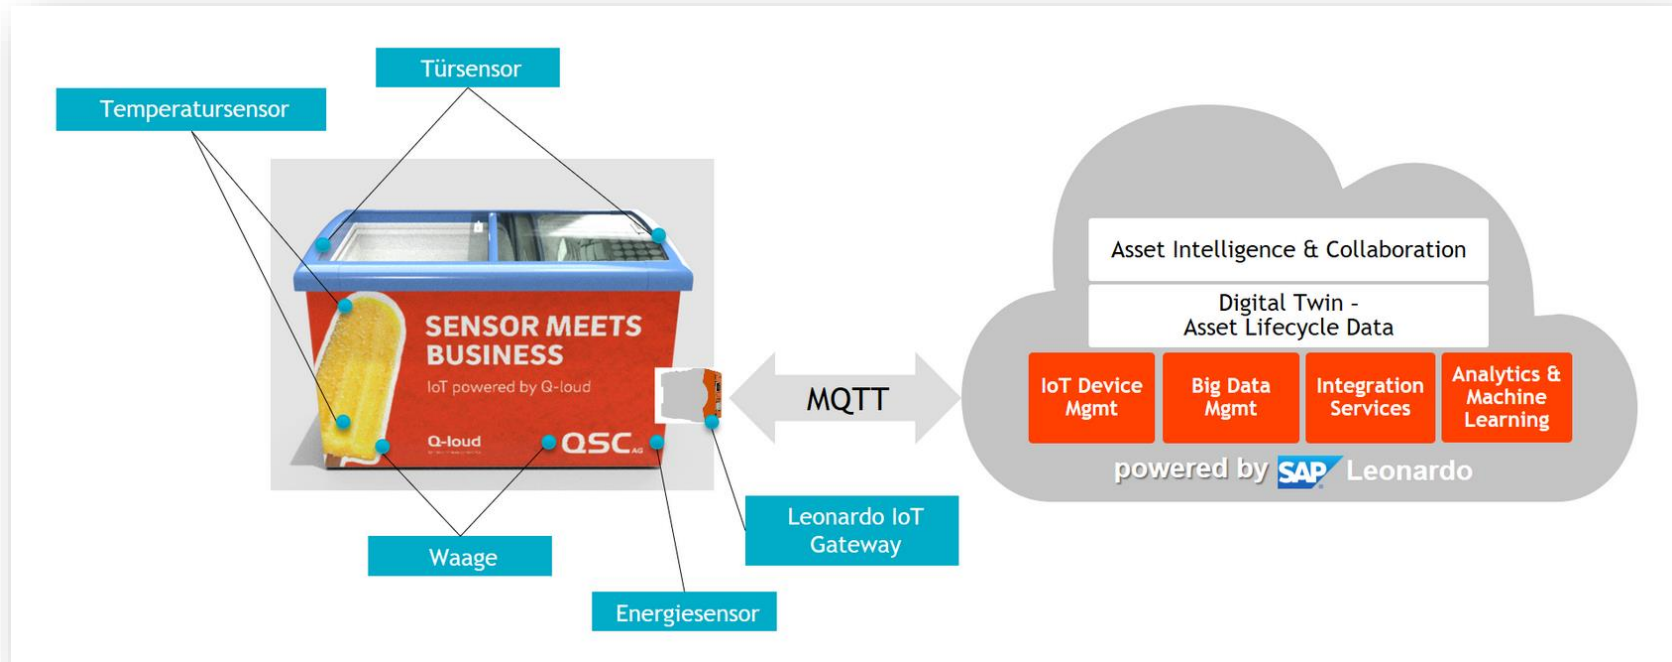 Türsensor
Temperatursensor
SENSOR MEETS
BUSINESS
IoT powered by Q-loud
Q-loud
QSC AG
Waage
Energiesensor
Leonardo IoT
Gateway
MQTT
Asset Intelligence & Collaboration
Digital Twin -
Asset Lifecycle Data
IoT Device
Mgmt
Big Data
Mgmt
Integration
Services
Analytics &
Machine
Learning
powered by SAP Leonardo